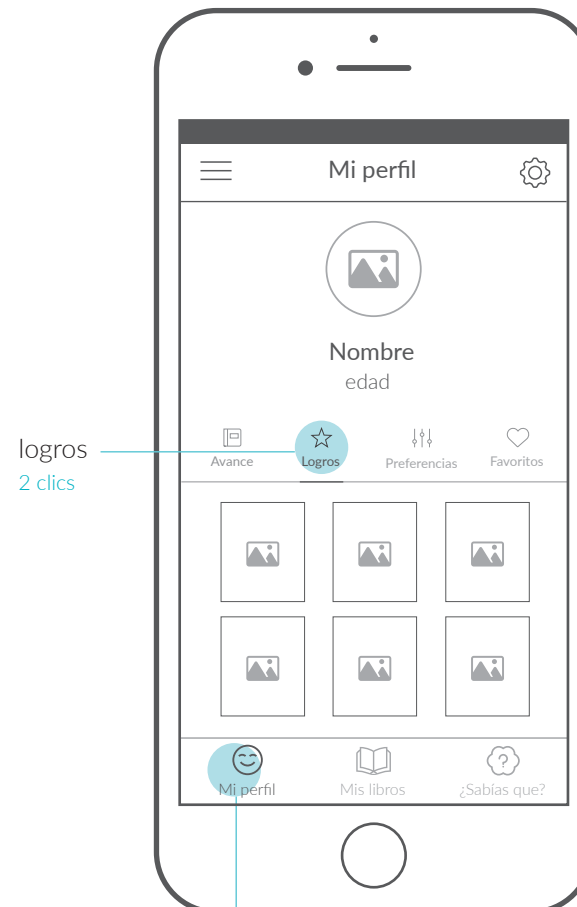 Mi perfil
Nombre
edad
logros
2 clics
Avance
Logros
Preferencias
Favoritos
Mi perfil
Mis libros
¿Sabías que?